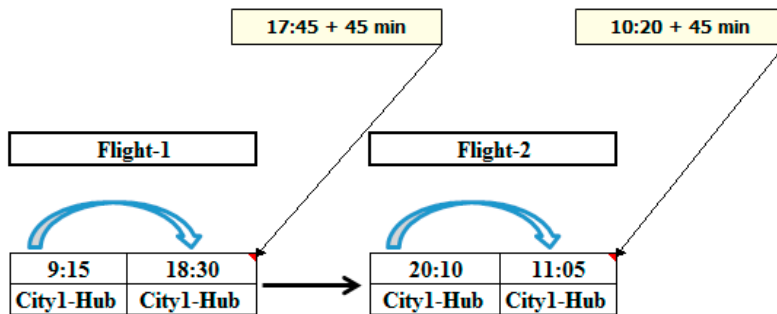 17:45 + 45 min
10:20 + 45 min
Flight-1
Flight-2
9:15 18:30
City1-Hub City1-Hub
20:10 11:05
City1-Hub City1-Hub